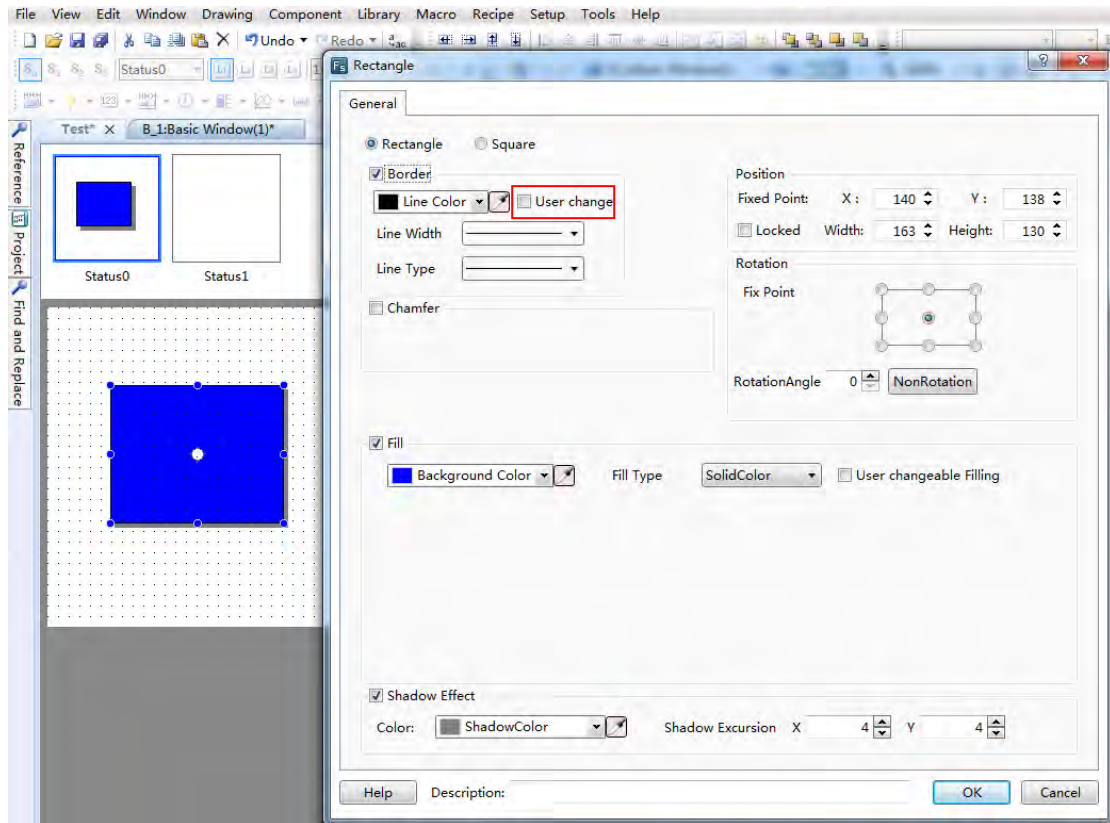 File View Edit Window Drawing Component Library Macro Recipe Setup Tools Help
Undo Redo
Status0
Rectangle
General
Test* X B_1:Basic Window(1)*
Reference
Project
Find and Replace
Status0 Status1
Rectangle Square
Border
Line Color User change
Line Width
Line Type
Chamfer
Position
Fixed Point: X : 140 Y : 138
Locked Width: 163 Height: 130
Rotation
Fix Point
RotationAngle 0 NonRotation
Fill
Background Color Fill Type SolidColor User changeable Filling
Shadow Effect
Color: ShadowColor Shadow Excursion X 4 Y 4
Help Description: OK Cancel